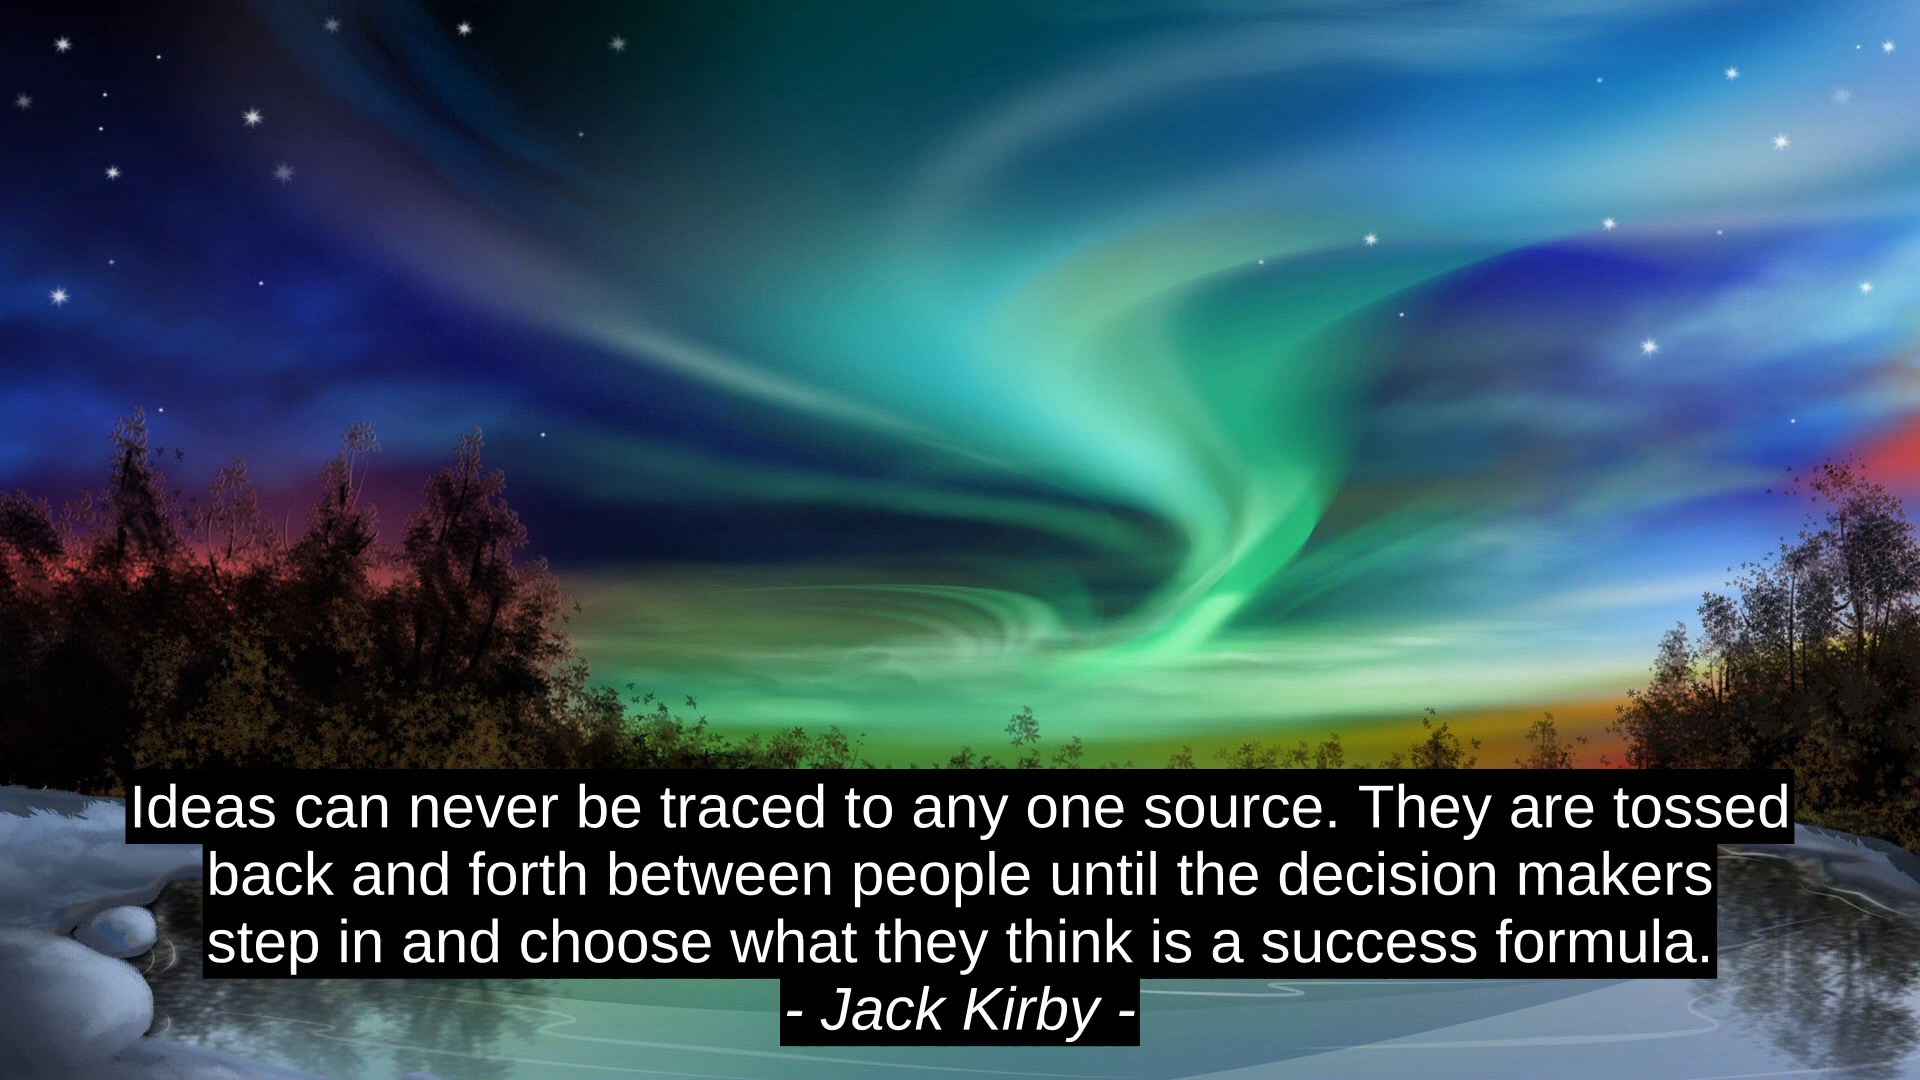 Ideas can never be traced to any one source. They are tossed
back and forth between people until the decision makers
step in and choose what they think is a success formula.
- Jack Kirby -